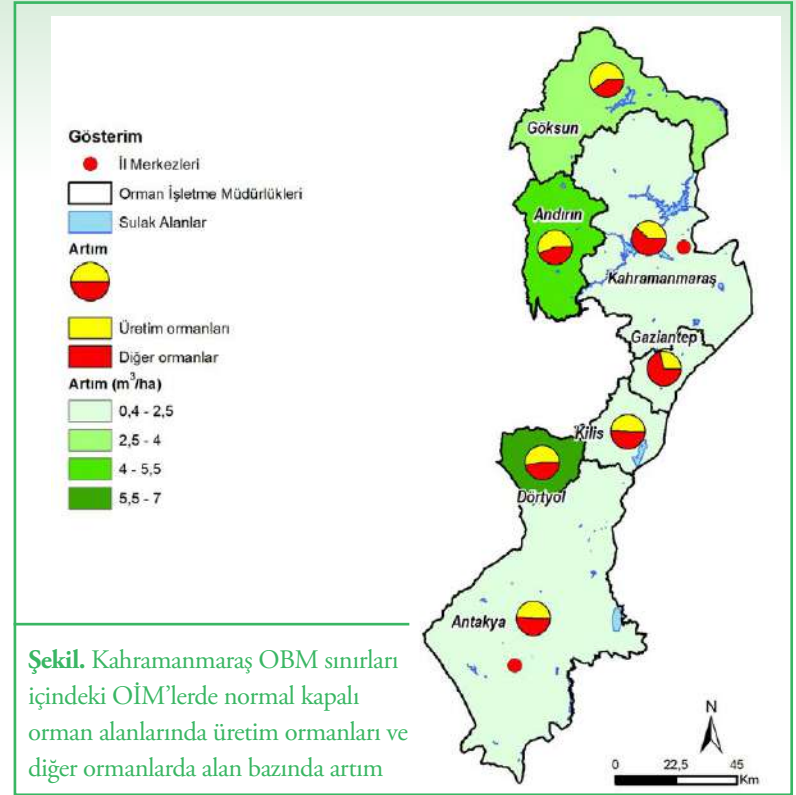 Gösterim
İl Merkezleri
Orman İşletme Müdürlükleri
Sulak Alanlar
Artım
Üretim ormanları
Diğer ormanlar
Artım (m³/ha)
0,4 - 2,5
2,5 - 4
4 - 5,5
5,5 - 7
Göksun
Andırın
Kahramanmaraş
Gaziantep
Kilis
Dörtyol
Antakya
Şekil. Kahramanmaraş OBM sınırları
içindeki OİM'lerde normal kapalı
orman alanlarında üretim ormanları ve
diğer ormanlarda alan bazında artım
N
0 22,5 45
Km